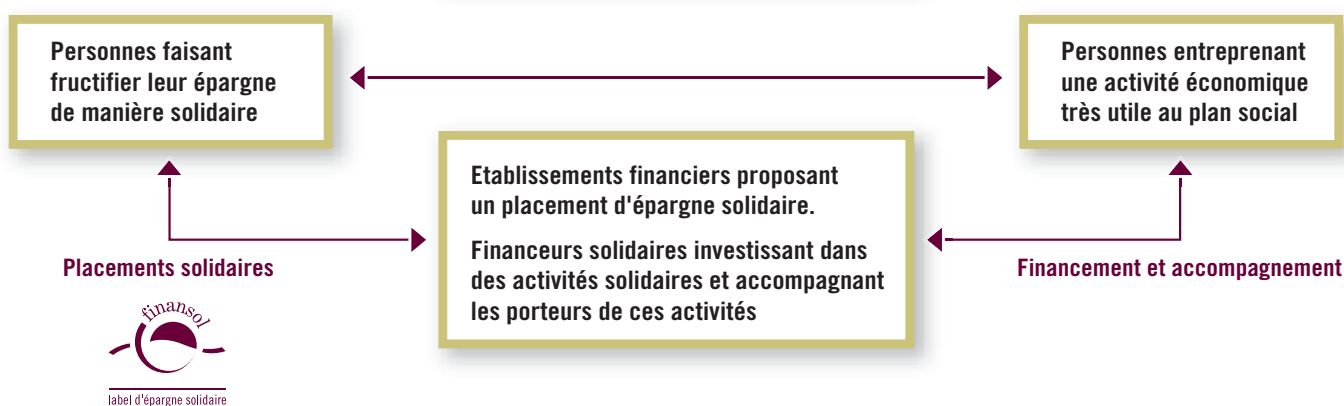 Personnes faisant
fructifier leur épargne
de manière solidaire
Personnes entreprenant
une activité économique
très utile au plan social
Etablissements financiers proposant
un placement d'épargne solidaire.
Financeurs solidaires investissant dans
des activités solidaires et accompagnant
les porteurs de ces activités
Placements solidaires
Financement et accompagnement
finansol
label d'épargne solidaire